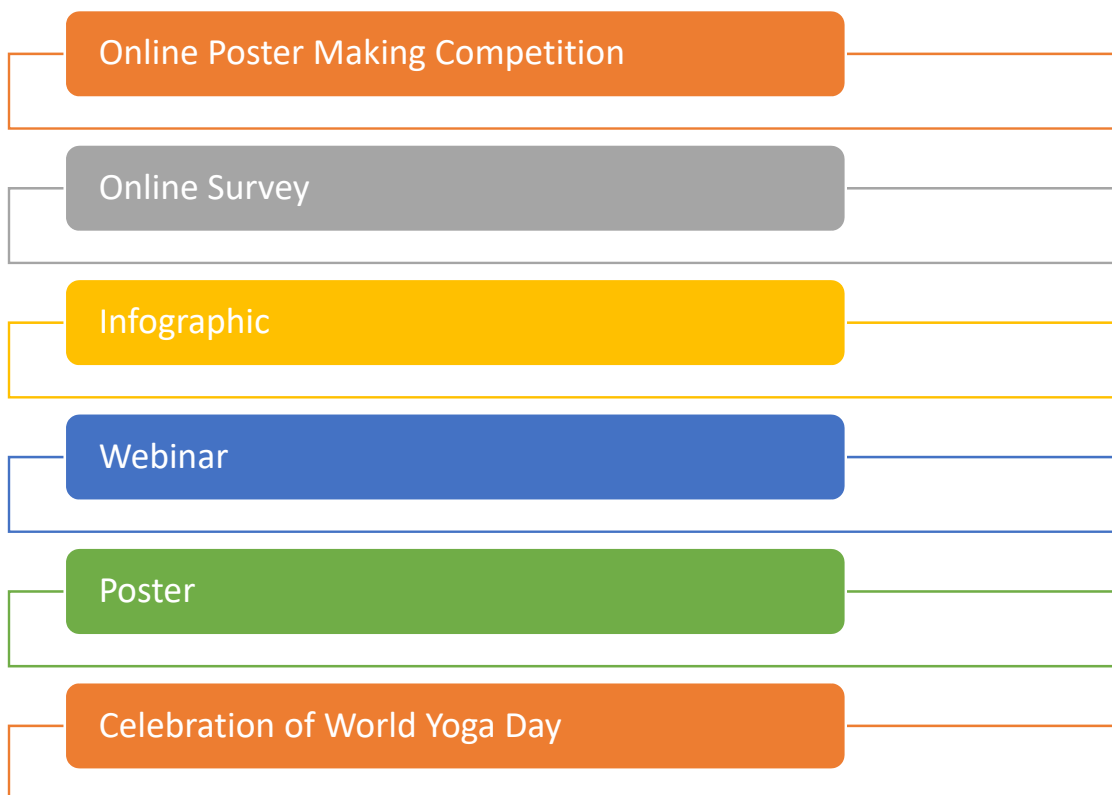 Online Poster Making Competition
Online Survey
Infographic
Webinar
Poster
Celebration of World Yoga Day